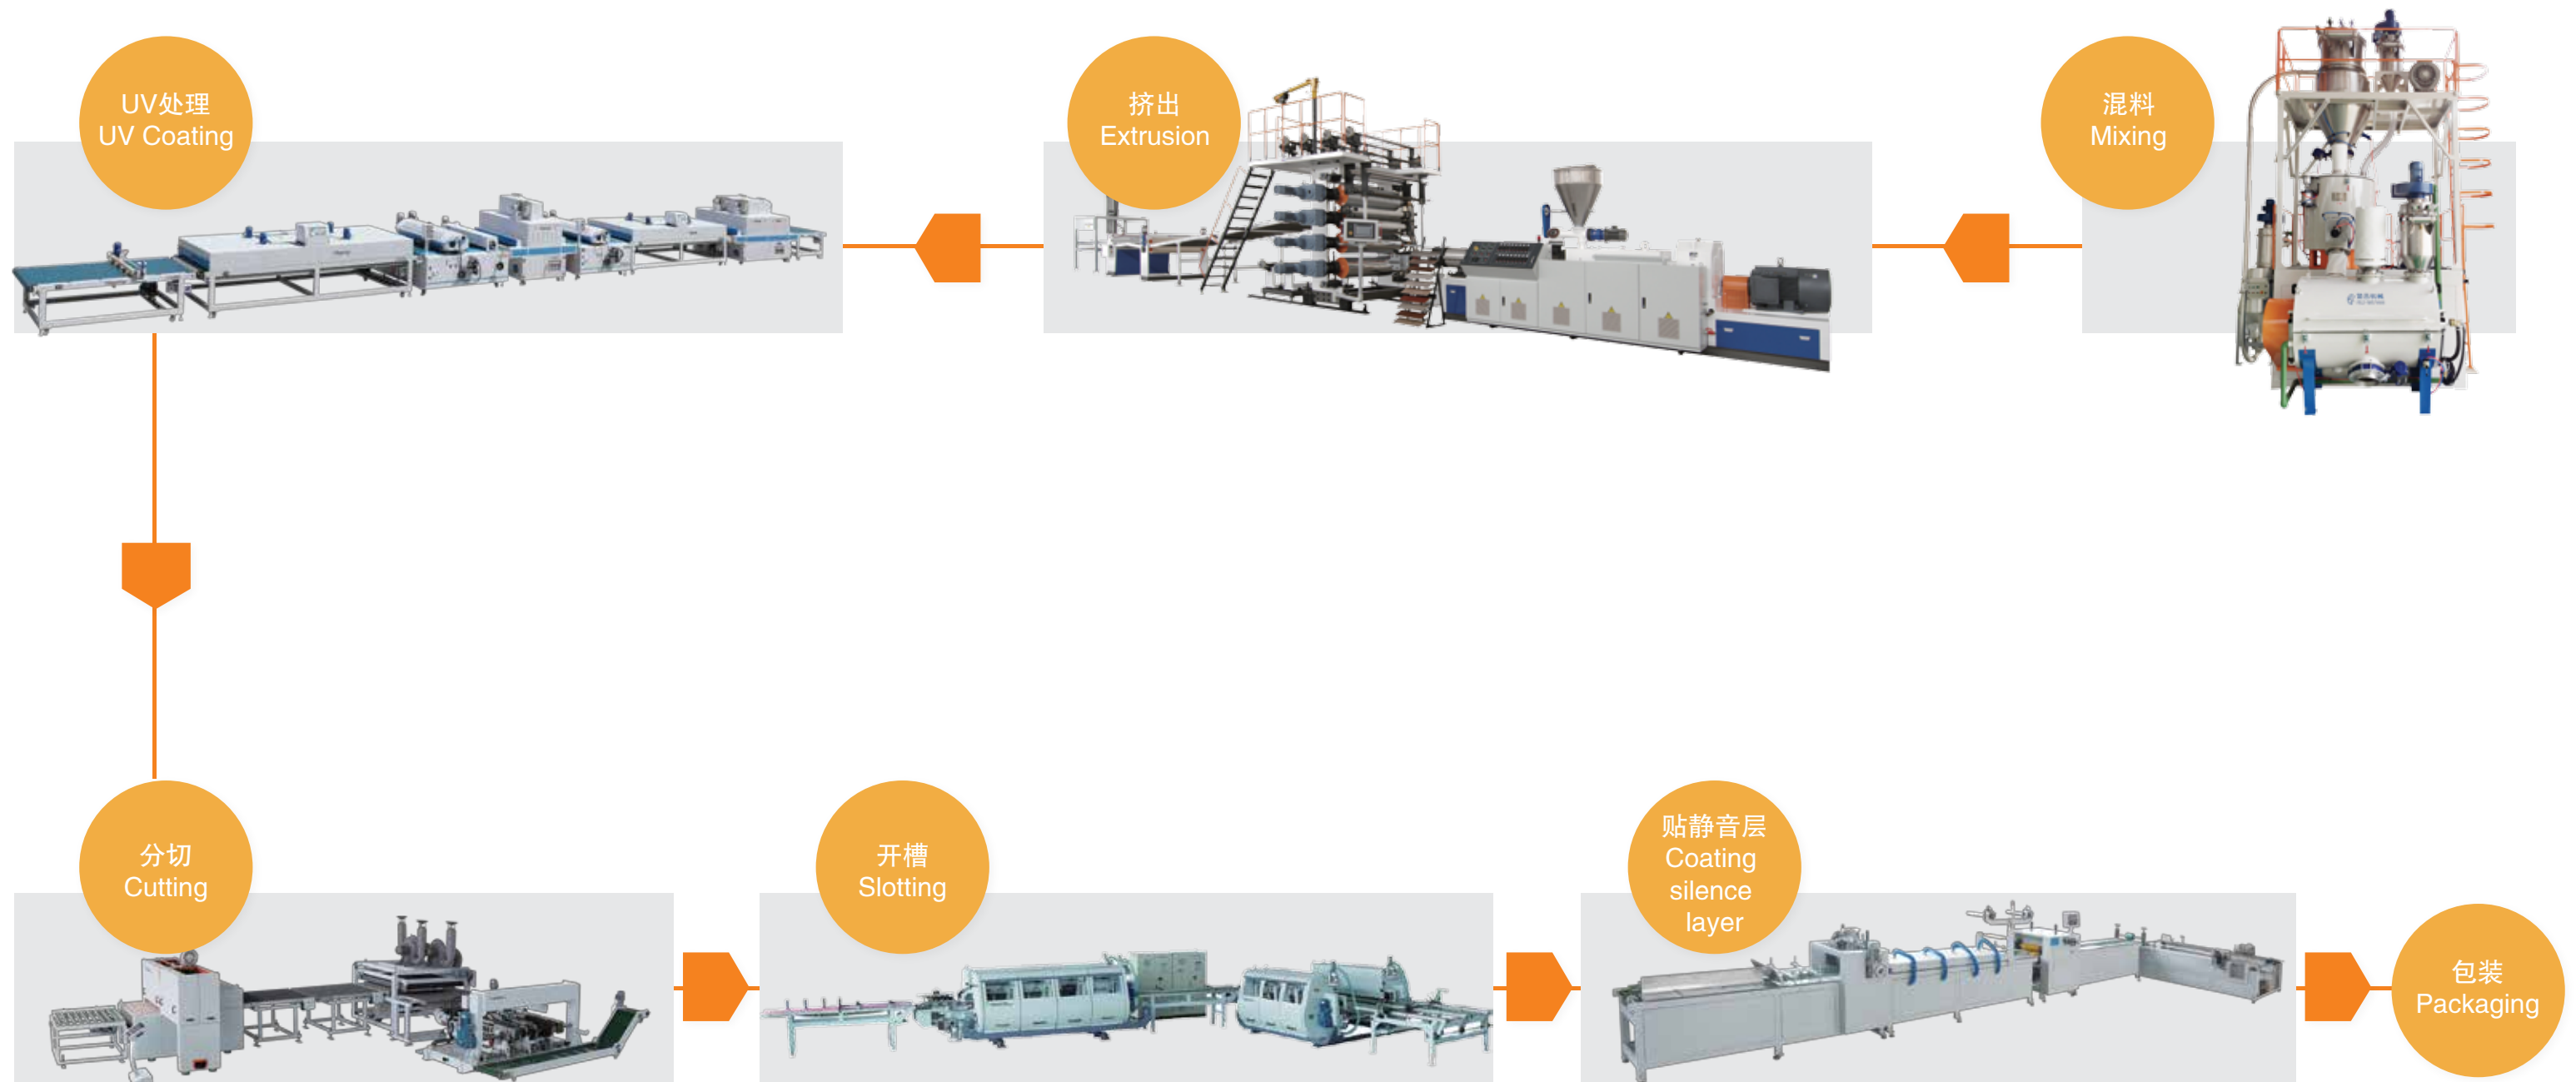 UV处理
UV Coating
挤出
Extrusion
混料
Mixing
分切
Cutting
开槽
Slotting
贴静音层
Coating
silence
layer
包装
Packaging